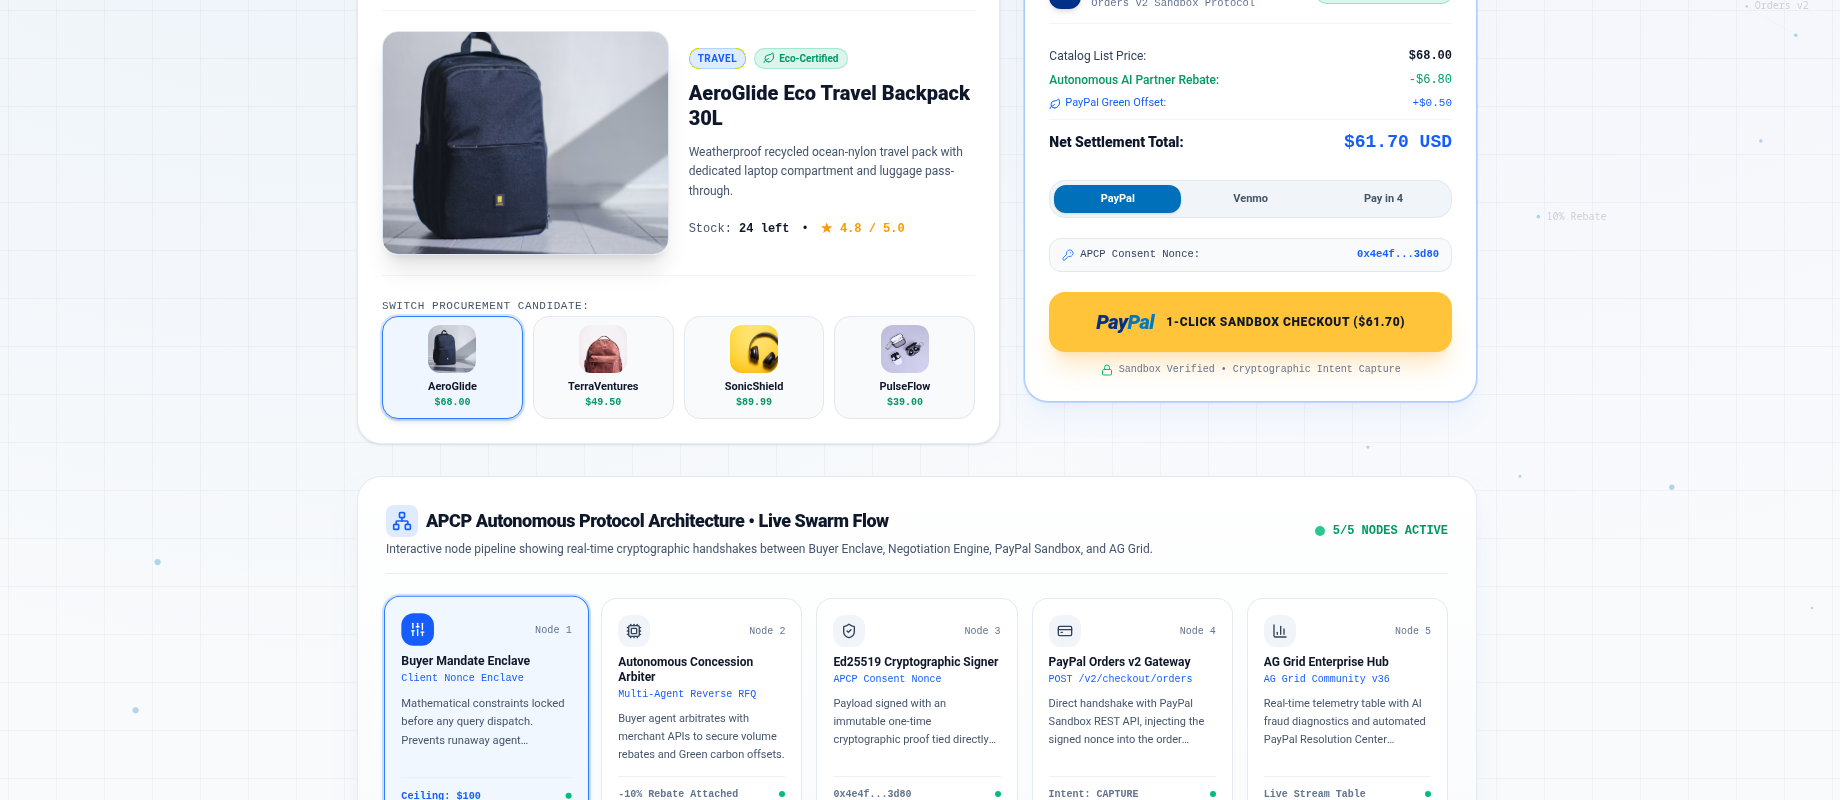 Orders v2 Sandbox Protocol
• Orders v2
TRAVEL
Eco-Certified
AeroGlide Eco Travel Backpack
30L
Weatherproof recycled ocean-nylon travel pack with
dedicated laptop compartment and luggage pass-
through.
Stock: 24 left • ★ 4.8 / 5.0
SWITCH PROCUREMENT CANDIDATE:
AeroGlide
$68.00
TerraVentures
$49.50
SonicShield
$89.99
PulseFlow
$39.00
Catalog List Price: $68.00
Autonomous AI Partner Rebate: -$6.80
PayPal Green Offset: +$0.50
Net Settlement Total: $61.70 USD
PayPal Venmo Pay in 4
• 10% Rebate
APCP Consent Nonce: 0x4e4f...3d80
PayPal 1-CLICK SANDBOX CHECKOUT ($61.70)
Sandbox Verified • Cryptographic Intent Capture
APCP Autonomous Protocol Architecture • Live Swarm Flow
5/5 NODES ACTIVE
Interactive node pipeline showing real-time cryptographic handshakes between Buyer Enclave, Negotiation Engine, PayPal Sandbox, and AG Grid.
Node 1
Buyer Mandate Enclave
Client Nonce Enclave
Mathematical constraints locked
before any query dispatch.
Prevents runaway agent…
Ceiling: $100
Node 2
Autonomous Concession
Arbiter
Multi-Agent Reverse RFQ
Buyer agent arbitrates with
merchant APIs to secure volume
rebates and Green carbon offsets.
-10% Rebate Attached
Node 3
Ed25519 Cryptographic Signer
APCP Consent Nonce
Payload signed with an
immutable one-time
cryptographic proof tied directly…
0x4e4f...3d80
Node 4
PayPal Orders v2 Gateway
POST /v2/checkout/orders
Direct handshake with PayPal
Sandbox REST API, injecting the
signed nonce into the order…
Intent: CAPTURE
Node 5
AG Grid Enterprise Hub
AG Grid Community v36
Real-time telemetry table with AI
fraud diagnostics and automated
PayPal Resolution Center…
Live Stream Table